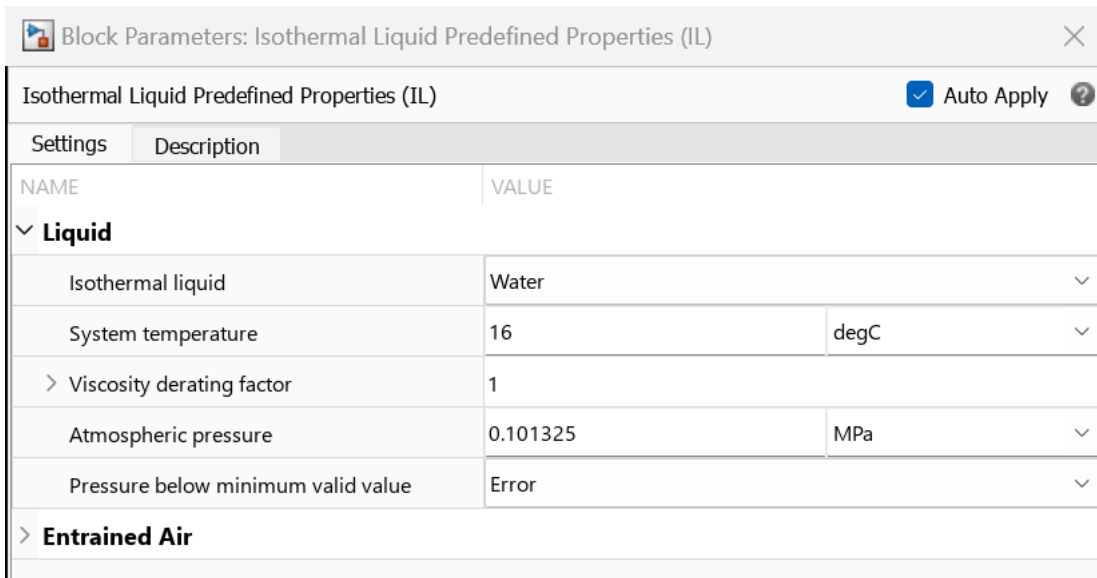 Block Parameters: Isothermal Liquid Predefined Properties (IL)
Isothermal Liquid Predefined Properties (IL) Auto Apply ?
Settings Description
NAME VALUE
Liquid
Isothermal liquid Water
System temperature 16 degC
Viscosity derating factor 1
Atmospheric pressure 0.101325 MPa
Pressure below minimum valid value Error
Entrained Air